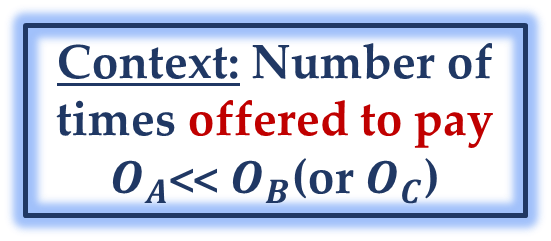 Context: Number of
times offered to pay
O_A<< O_B(or O_C)